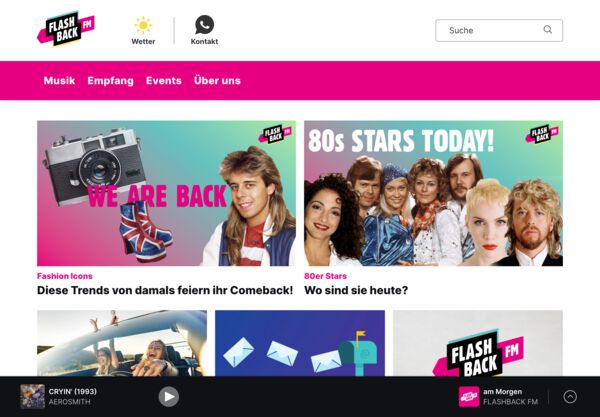 FLASH
BACK FM
Wetter
Kontakt
Suche
Musik Empfang Events Über uns
FLASH
BACK FM
WE ARE BACK
80s STARS TODAY!
FLASH
BACK FM
Fashion Icons
Diese Trends von damals feiern ihr Comeback!
80er Stars
Wo sind sie heute?
FLASH
BACK FM
CRYIN' (1993)
AEROSMITH
am Morgen
FLASHBACK FM